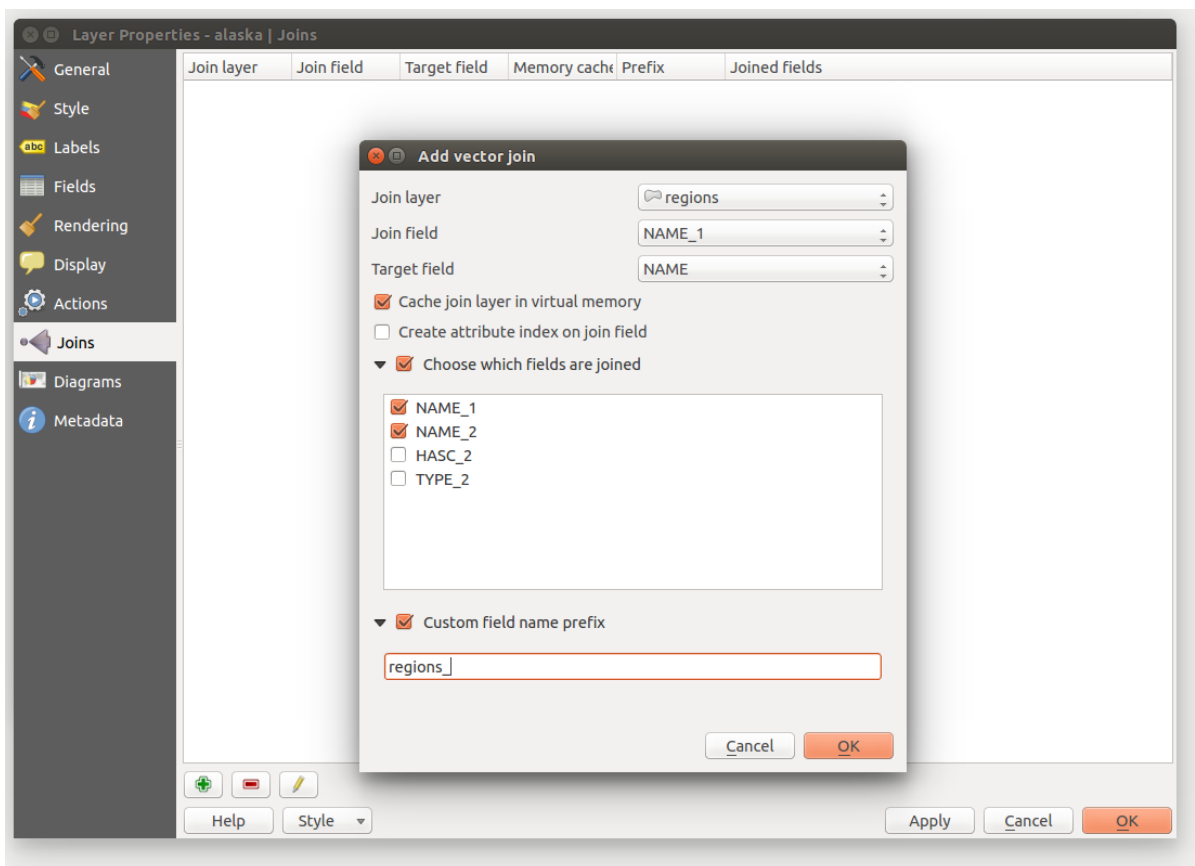 Layer Properties - alaska | Joins
General
Style
Labels
Fields
Rendering
Display
Actions
Joins
Diagrams
Metadata
abc
Join layer Join field Target field Memory cache Prefix Joined fields
Add vector join
Join layer regions
Join field NAME_1
Target field NAME
Cache join layer in virtual memory
Create attribute index on join field
Choose which fields are joined
NAME_1
NAME_2
HASC_2
TYPE_2
Custom field name prefix
regions_
Cancel OK
Help Style Apply Cancel OK